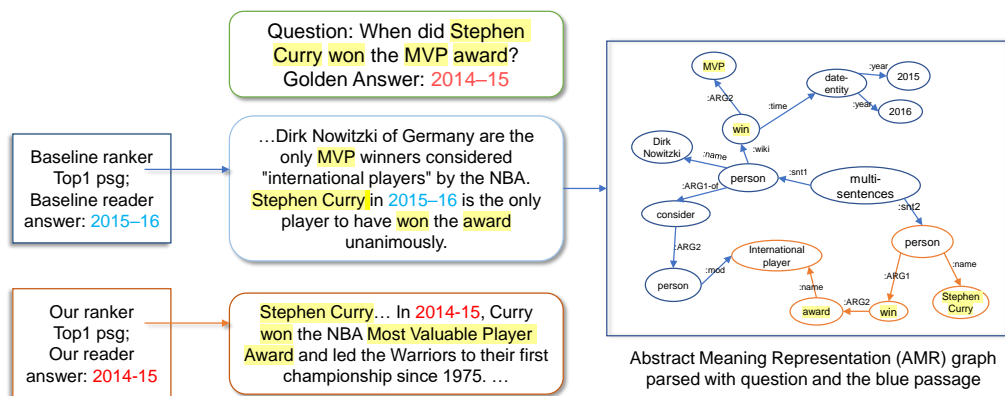 Question: When did Stephen
Curry won the MVP award?
Golden Answer: 2014–15
Baseline ranker
Top1 psg;
Baseline reader
answer: 2015–16
…Dirk Nowitzki of Germany are the
only MVP winners considered
"international players" by the NBA.
Stephen Curry in 2015–16 is the only
player to have won the award
unanimously.
Our ranker
Top1 psg;
Our reader
answer: 2014-15
Stephen Curry… In 2014-15, Curry
won the NBA Most Valuable Player
Award and led the Warriors to their first
championship since 1975. …
MVP
:ARG2
win
:time
date-
entity
:year
2015
:year
2016
Dirk
Nowitzki
:name
:wiki
person
:snt1
multi-
sentences
:ARG1-of
consider
:snt2
person
:ARG2
person
:mod
International
player
:name
award
:ARG2
win
:ARG1
:name
Stephen
Curry
Abstract Meaning Representation (AMR) graph
parsed with question and the blue passage